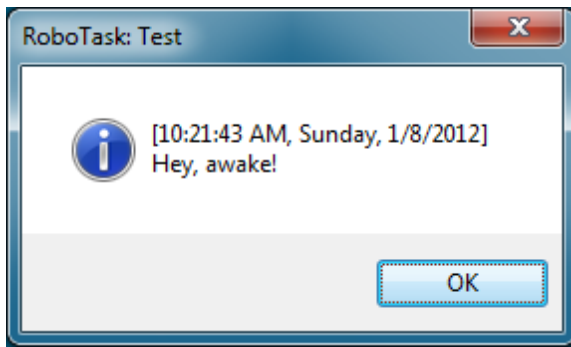 RoboTask: Test
[10:21:43 AM, Sunday, 1/8/2012]
Hey, awake!
OK